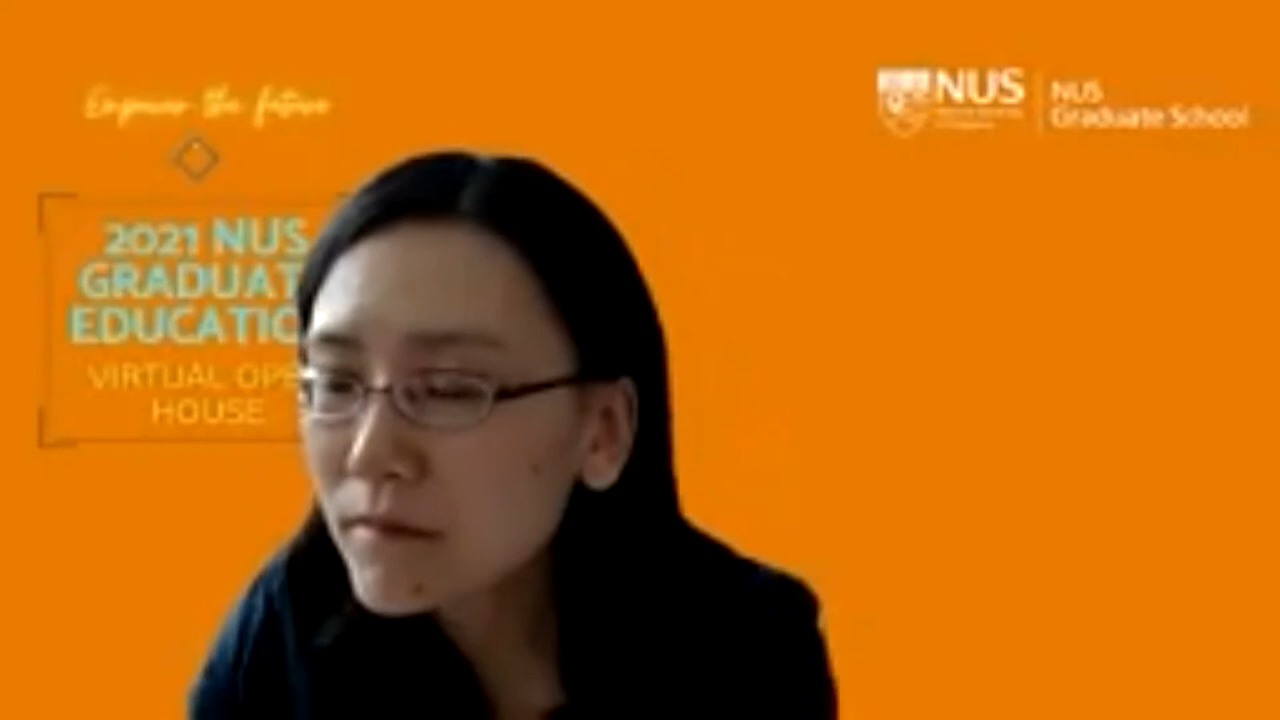 Empower the future
2021 NUS
GRADUAT
EDUCATIO
VIRTUAL OPE
HOUSE
NUS
NUS
Graduate School